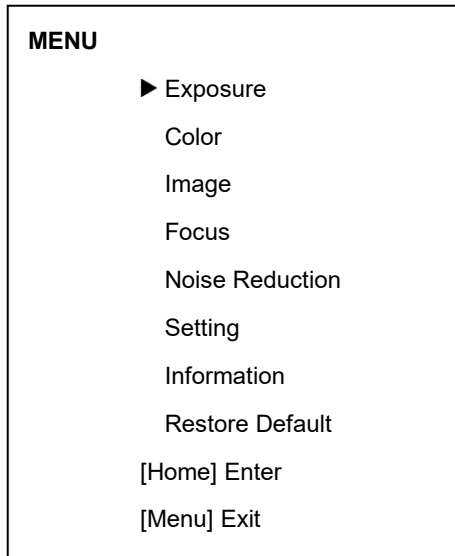 MENU
▶ Exposure
Color
Image
Focus
Noise Reduction
Setting
Information
Restore Default
[Home] Enter
[Menu] Exit